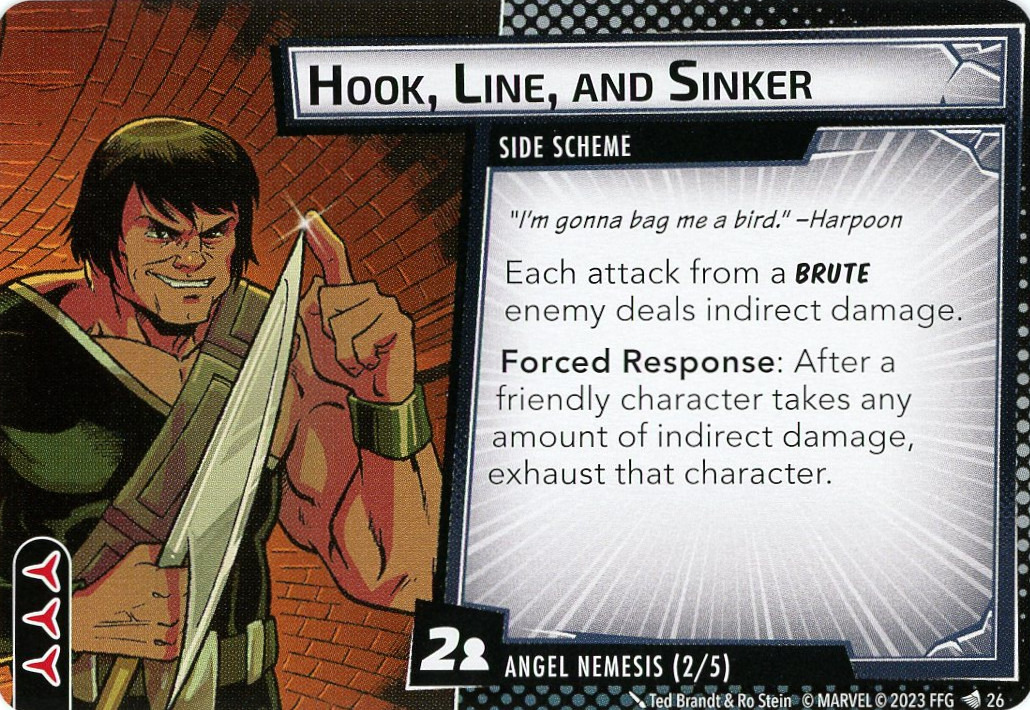 HOOK, LINE, AND SINKER
SIDE SCHEME
"I'm gonna bag me a bird." –Harpoon
Each attack from a BRUTE
enemy deals indirect damage.
Forced Response: After a
friendly character takes any
amount of indirect damage,
exhaust that character.
2
ANGEL NEMESIS (2/5)
Ted Brandt & Ro Stein © MARVEL © 2023 FFG 26